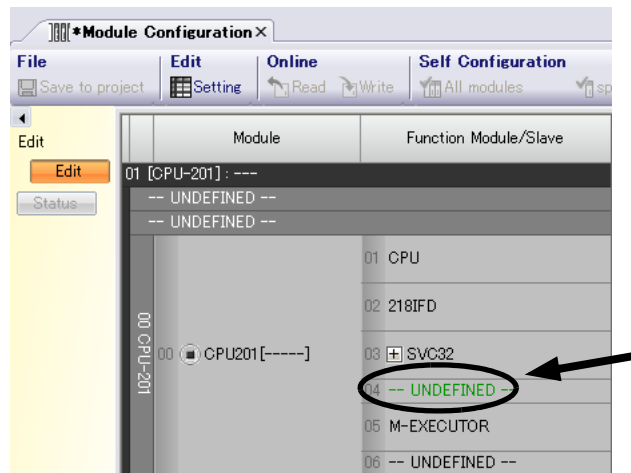 *Module Configuration ×
File Edit Online Self Configuration
Save to project Setting Read Write All modules
Edit
Module Function Module/Slave
Edit
01 [CPU-201] : ---
Status
-- UNDEFINED --
-- UNDEFINED --
01 CPU
02 218IFD
00 CPU-201
00 CPU201[-----]
03 + SVC32
04 -- UNDEFINED --
05 M-EXECUTOR
06 -- UNDEFINED --